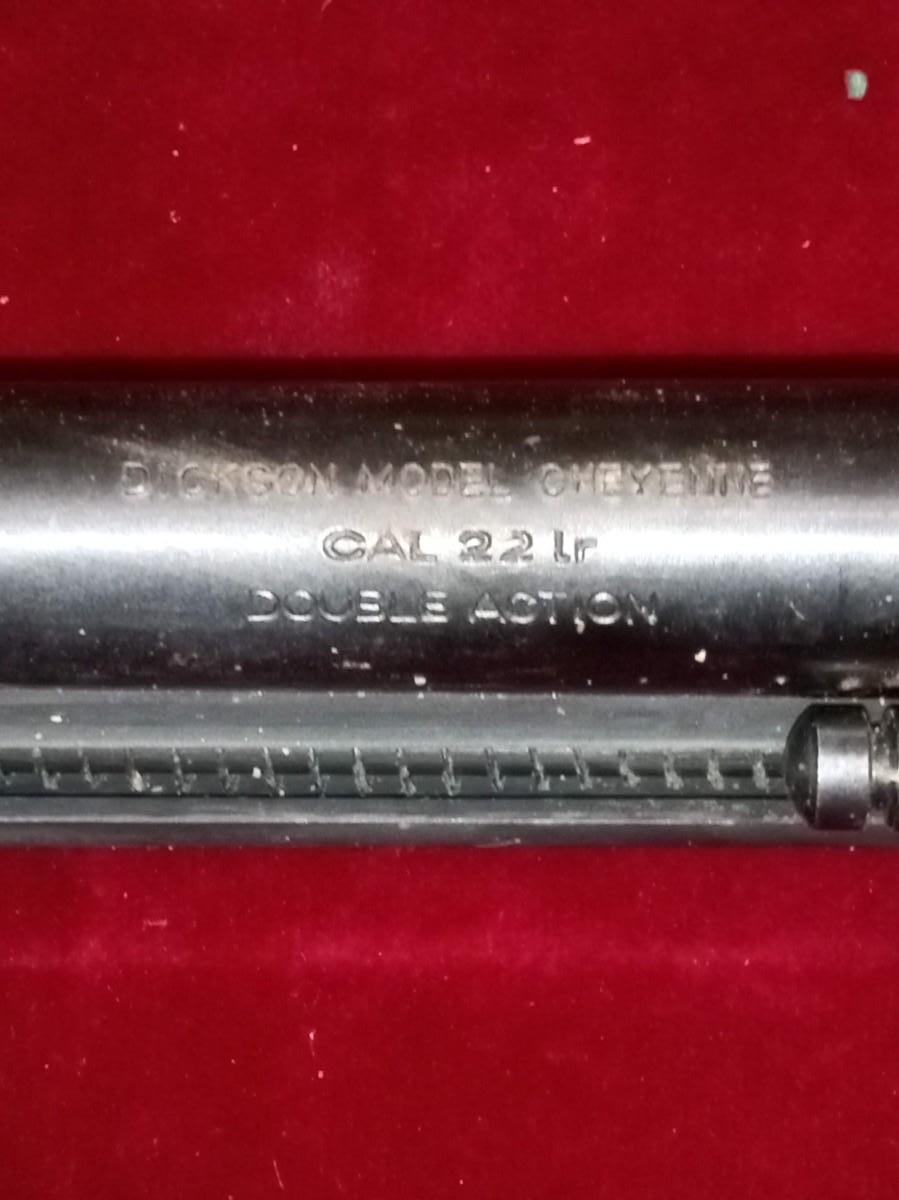 DICKSON MODEL CHEYENNE
CAL 22 lr
DOUBLE ACTION